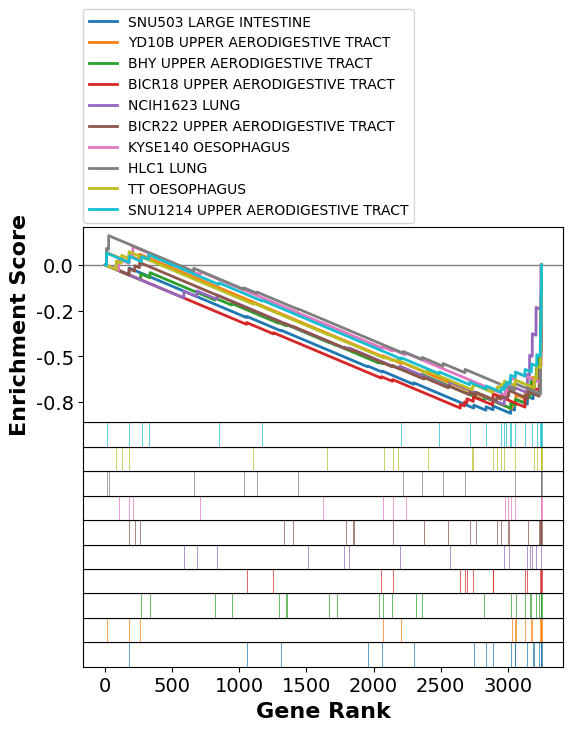 SNU503 LARGE INTESTINE
YD10B UPPER AERODIGESTIVE TRACT
BHY UPPER AERODIGESTIVE TRACT
BICR18 UPPER AERODIGESTIVE TRACT
NCIH1623 LUNG
BICR22 UPPER AERODIGESTIVE TRACT
KYSE140 OESOPHAGUS
HLC1 LUNG
TT OESOPHAGUS
SNU1214 UPPER AERODIGESTIVE TRACT
Enrichment Score
0.0
-0.2
-0.5
-0.8
0 500 1000 1500 2000 2500 3000
Gene Rank